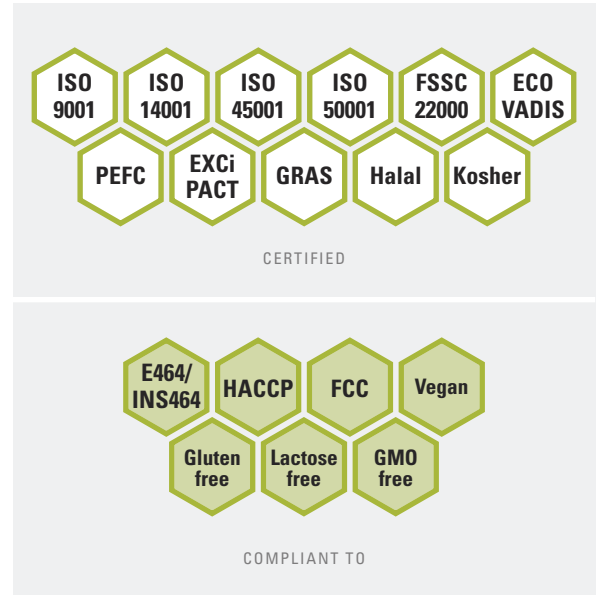 ISO
9001
ISO
14001
ISO
45001
ISO
50001
FSSC
22000
ECO
VADIS
PEFC
EXCi
PACT
GRAS
Halal
Kosher
CERTIFIED
E464/
INS464
HACCP
FCC
Vegan
Gluten
free
Lactose
free
GMO
free
COMPLIANT TO